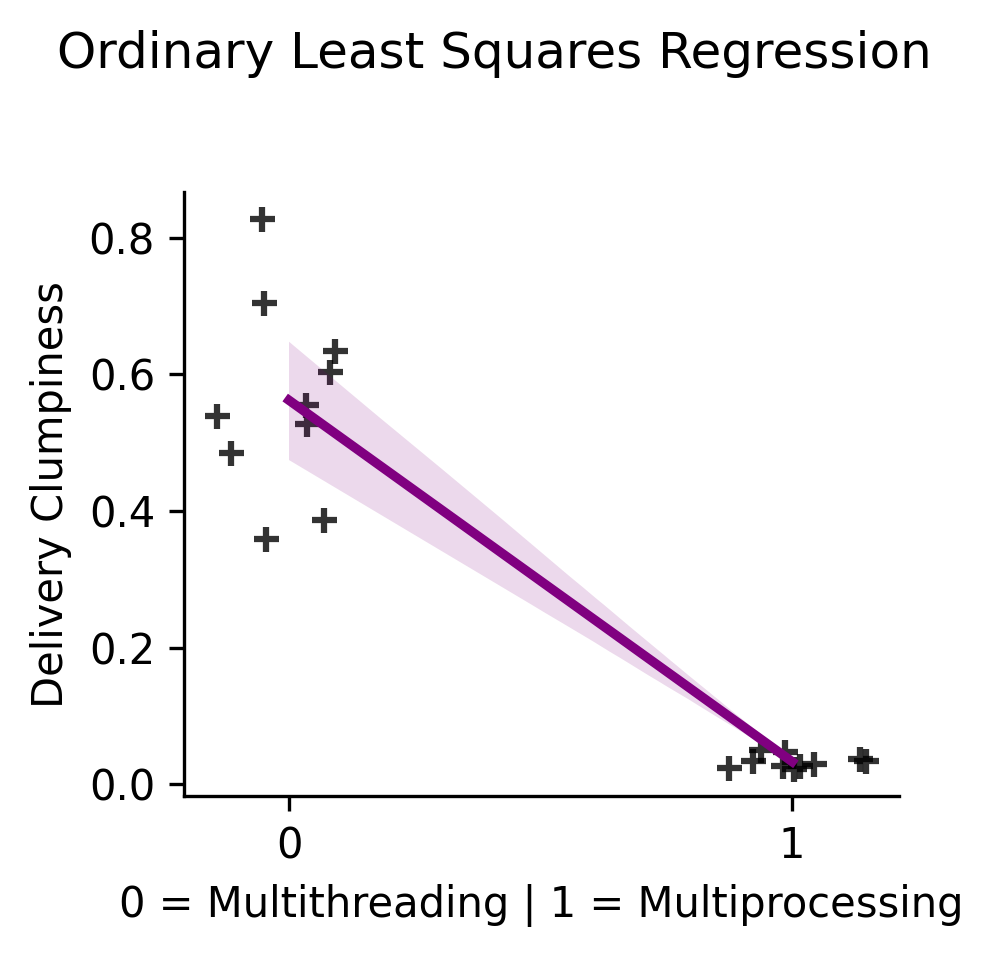 Ordinary Least Squares Regression
Delivery Clumpiness
0.8
0.6
0.4
0.2
0.0
0 1
0 = Multithreading | 1 = Multiprocessing